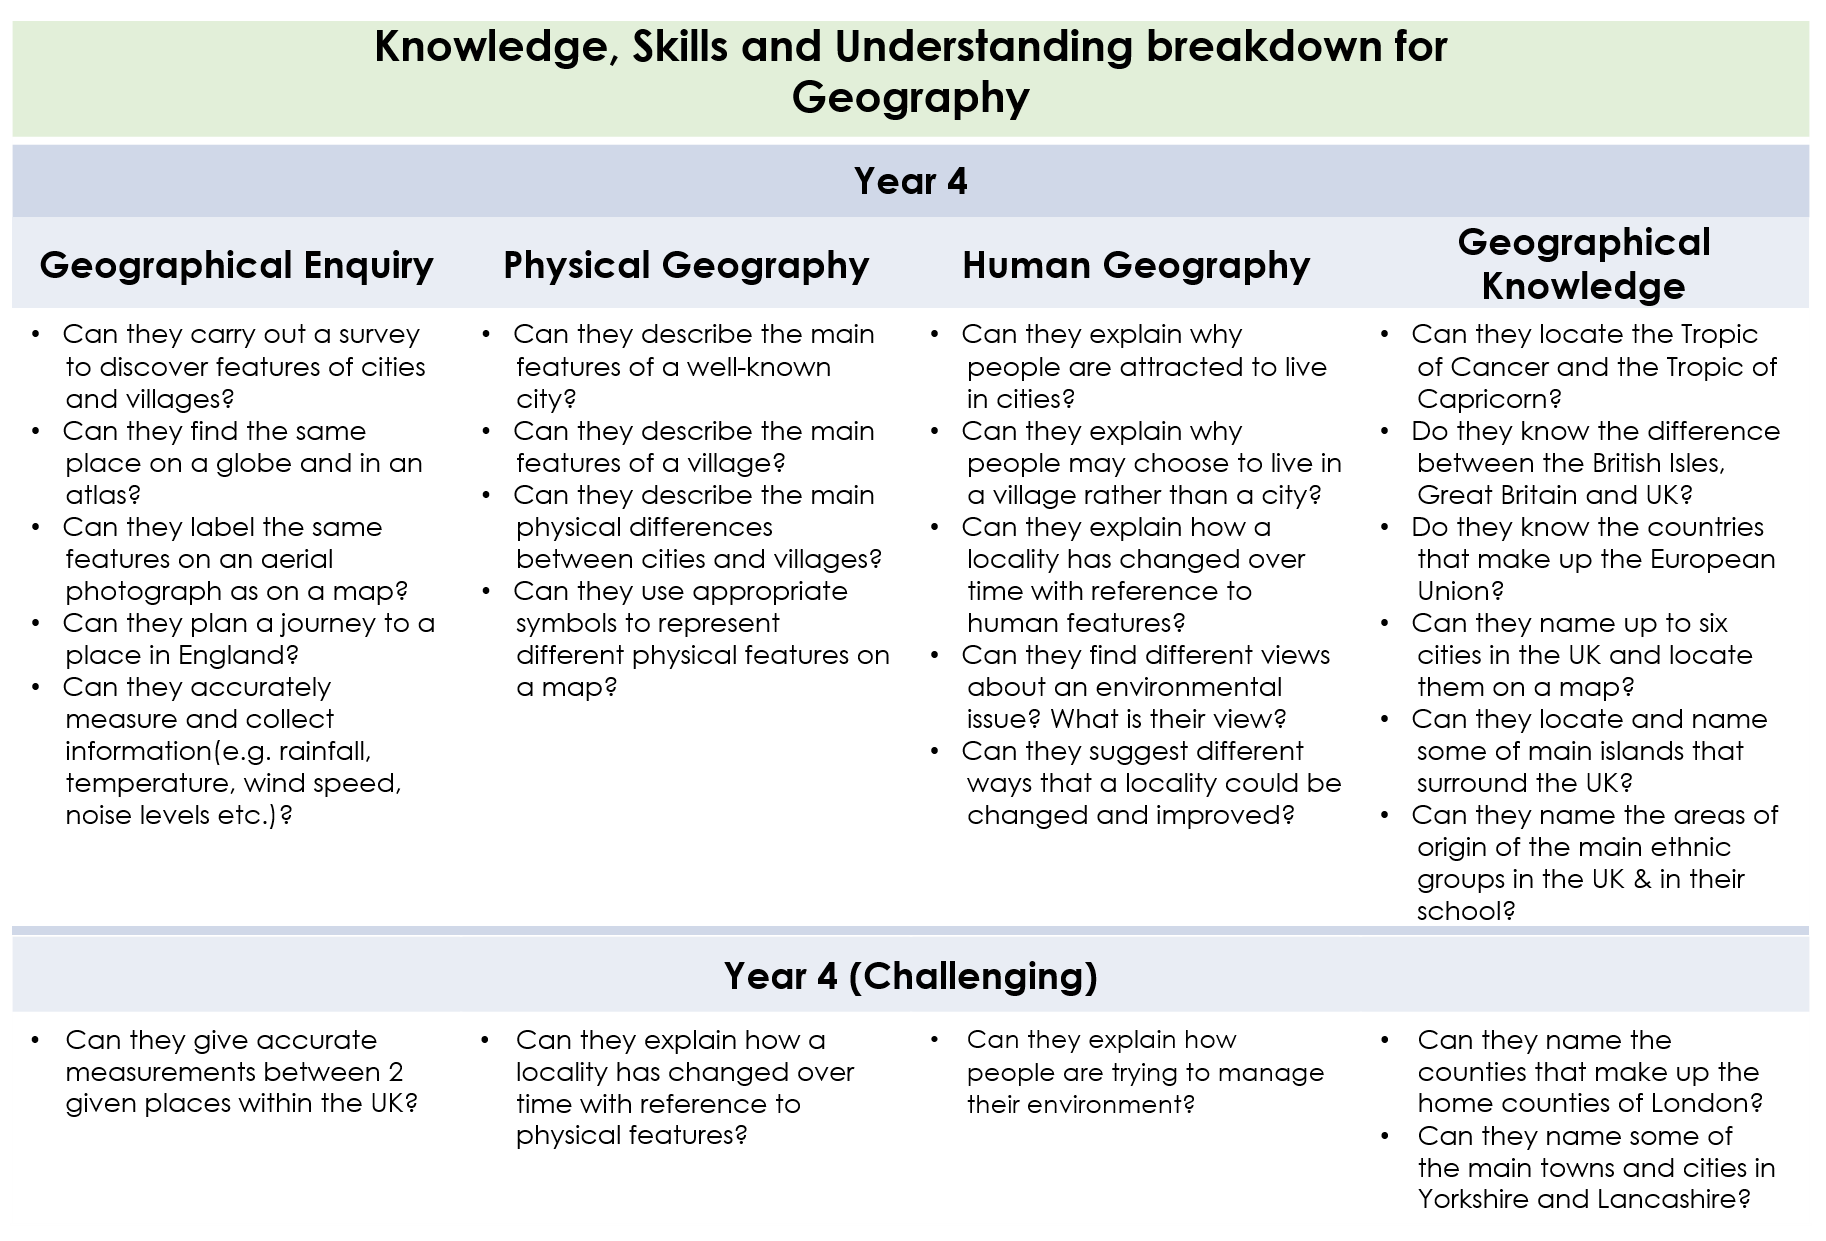 Knowledge, Skills and Understanding breakdown for
Geography
Year 4
Geographical Enquiry
Physical Geography
Human Geography
Geographical
Knowledge
• Can they carry out a survey
to discover features of cities
and villages?
• Can they find the same
place on a globe and in an
atlas?
• Can they label the same
features on an aerial
photograph as on a map?
• Can they plan a journey to a
place in England?
• Can they accurately
measure and collect
information(e.g. rainfall,
temperature, wind speed,
noise levels etc.)?
• Can they describe the main
features of a well-known
city?
• Can they describe the main
features of a village?
• Can they describe the main
physical differences
between cities and villages?
• Can they use appropriate
symbols to represent
different physical features on
a map?
• Can they explain why
people are attracted to live
in cities?
• Can they explain why
people may choose to live in
a village rather than a city?
• Can they explain how a
locality has changed over
time with reference to
human features?
• Can they find different views
about an environmental
issue? What is their view?
• Can they suggest different
ways that a locality could be
changed and improved?
• Can they locate the Tropic
of Cancer and the Tropic of
Capricorn?
• Do they know the difference
between the British Isles,
Great Britain and UK?
• Do they know the countries
that make up the European
Union?
• Can they name up to six
cities in the UK and locate
them on a map?
• Can they locate and name
some of main islands that
surround the UK?
• Can they name the areas of
origin of the main ethnic
groups in the UK & in their
school?
Year 4 (Challenging)
• Can they give accurate
measurements between 2
given places within the UK?
• Can they explain how a
locality has changed over
time with reference to
physical features?
• Can they explain how
people are trying to manage
their environment?
• Can they name the
counties that make up the
home counties of London?
• Can they name some of
the main towns and cities in
Yorkshire and Lancashire?